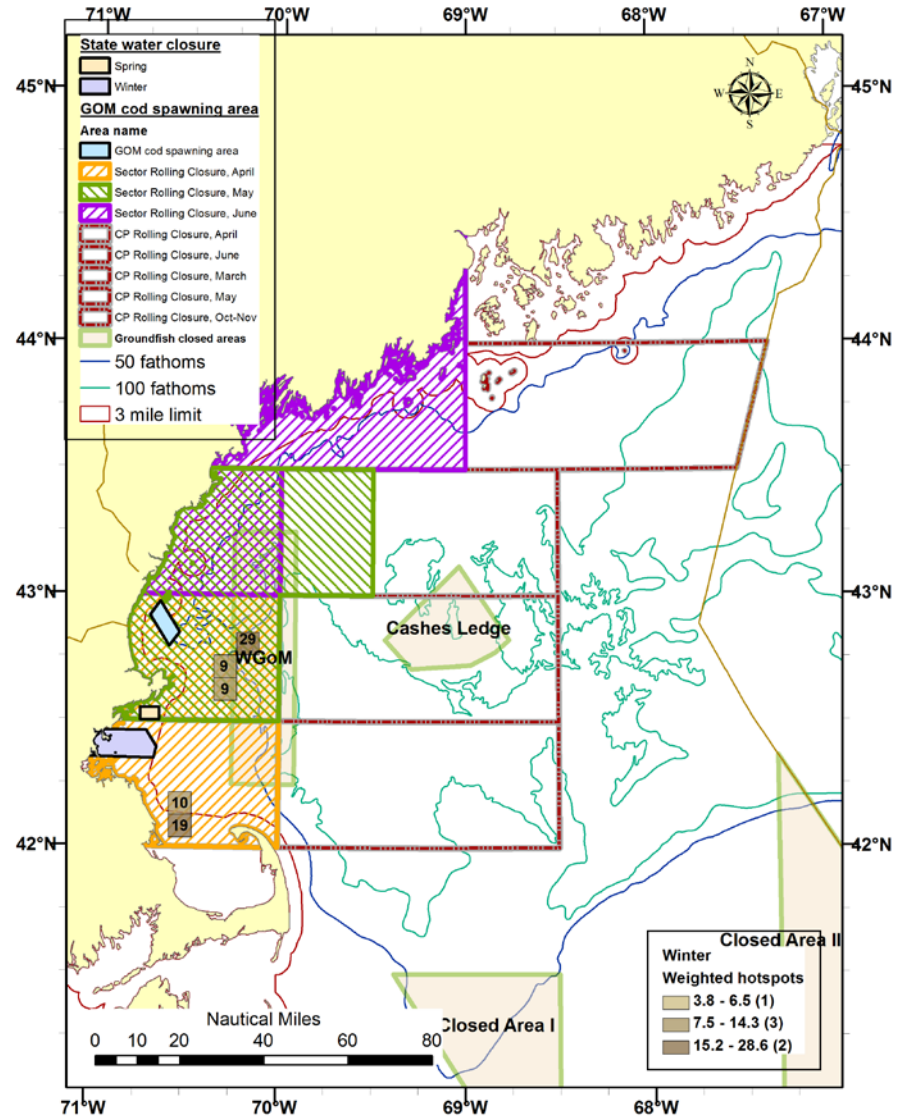 71°W 70°W 69°W 68°W 67°W
State water closure
Spring
Winter
GOM cod spawning area
Area name
GOM cod spawning area
Sector Rolling Closure, April
Sector Rolling Closure, May
Sector Rolling Closure, June
CP Rolling Closure, April
CP Rolling Closure, June
CP Rolling Closure, March
CP Rolling Closure, May
CP Rolling Closure, Oct-Nov
Groundfish closed areas
50 fathoms
100 fathoms
3 mile limit
N
W E
S
45°N 45°N
44°N 44°N
43°N 43°N
Cashes Ledge
29
WGoM
9
9
10
19
42°N 42°N
Closed Area II
Closed Area I
Nautical Miles
0 10 20 40 60 80
Winter
Weighted hotspots
3.8 - 6.5 (1)
7.5 - 14.3 (3)
15.2 - 28.6 (2)
71°W 70°W 69°W 68°W